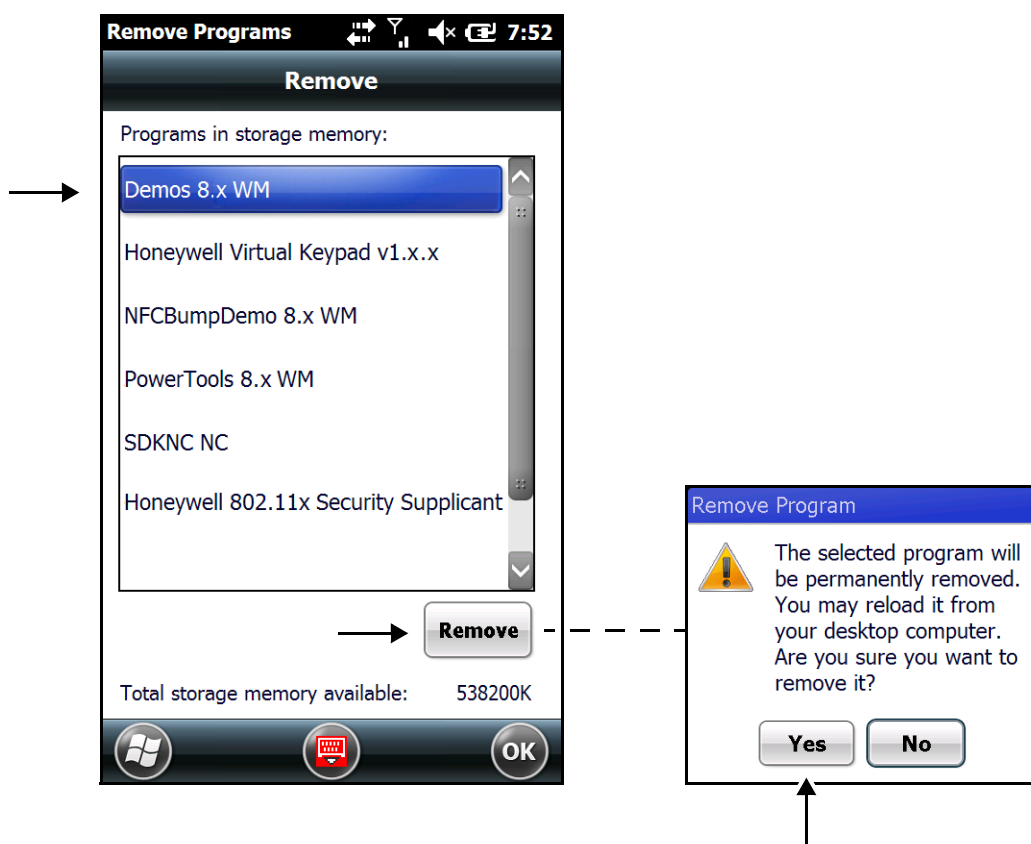 Remove Programs 7:52
Remove
Programs in storage memory:
Demos 8.x WM
Honeywell Virtual Keypad v1.x.x
NFCBumpDemo 8.x WM
PowerTools 8.x WM
SDKNC NC
Honeywell 802.11x Security Supplicant
Remove
Total storage memory available: 538200K
OK
Remove Program
The selected program will
be permanently removed.
You may reload it from
your desktop computer.
Are you sure you want to
remove it?
Yes No